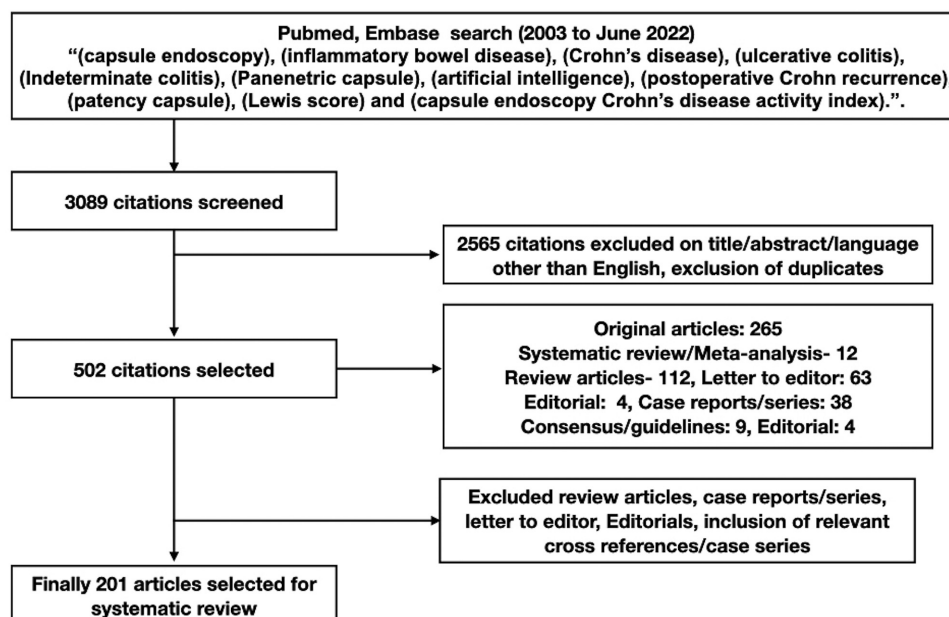 Pubmed, Embase search (2003 to June 2022)
“(capsule endoscopy), (inflammatory bowel disease), (Crohn’s disease), (ulcerative colitis),
(Indeterminate colitis), (Panenetric capsule), (artificial intelligence), (postoperative Crohn recurrence)
(patency capsule), (Lewis score) and (capsule endoscopy Crohn’s disease activity index).”.
3089 citations screened
2565 citations excluded on title/abstract/language
other than English, exclusion of duplicates
502 citations selected
Original articles: 265
Systematic review/Meta-analysis- 12
Review articles- 112, Letter to editor: 63
Editorial: 4, Case reports/series: 38
Consensus/guidelines: 9, Editorial: 4
Excluded review articles, case reports/series,
letter to editor, Editorials, inclusion of relevant
cross references/case series
Finally 201 articles selected for
systematic review